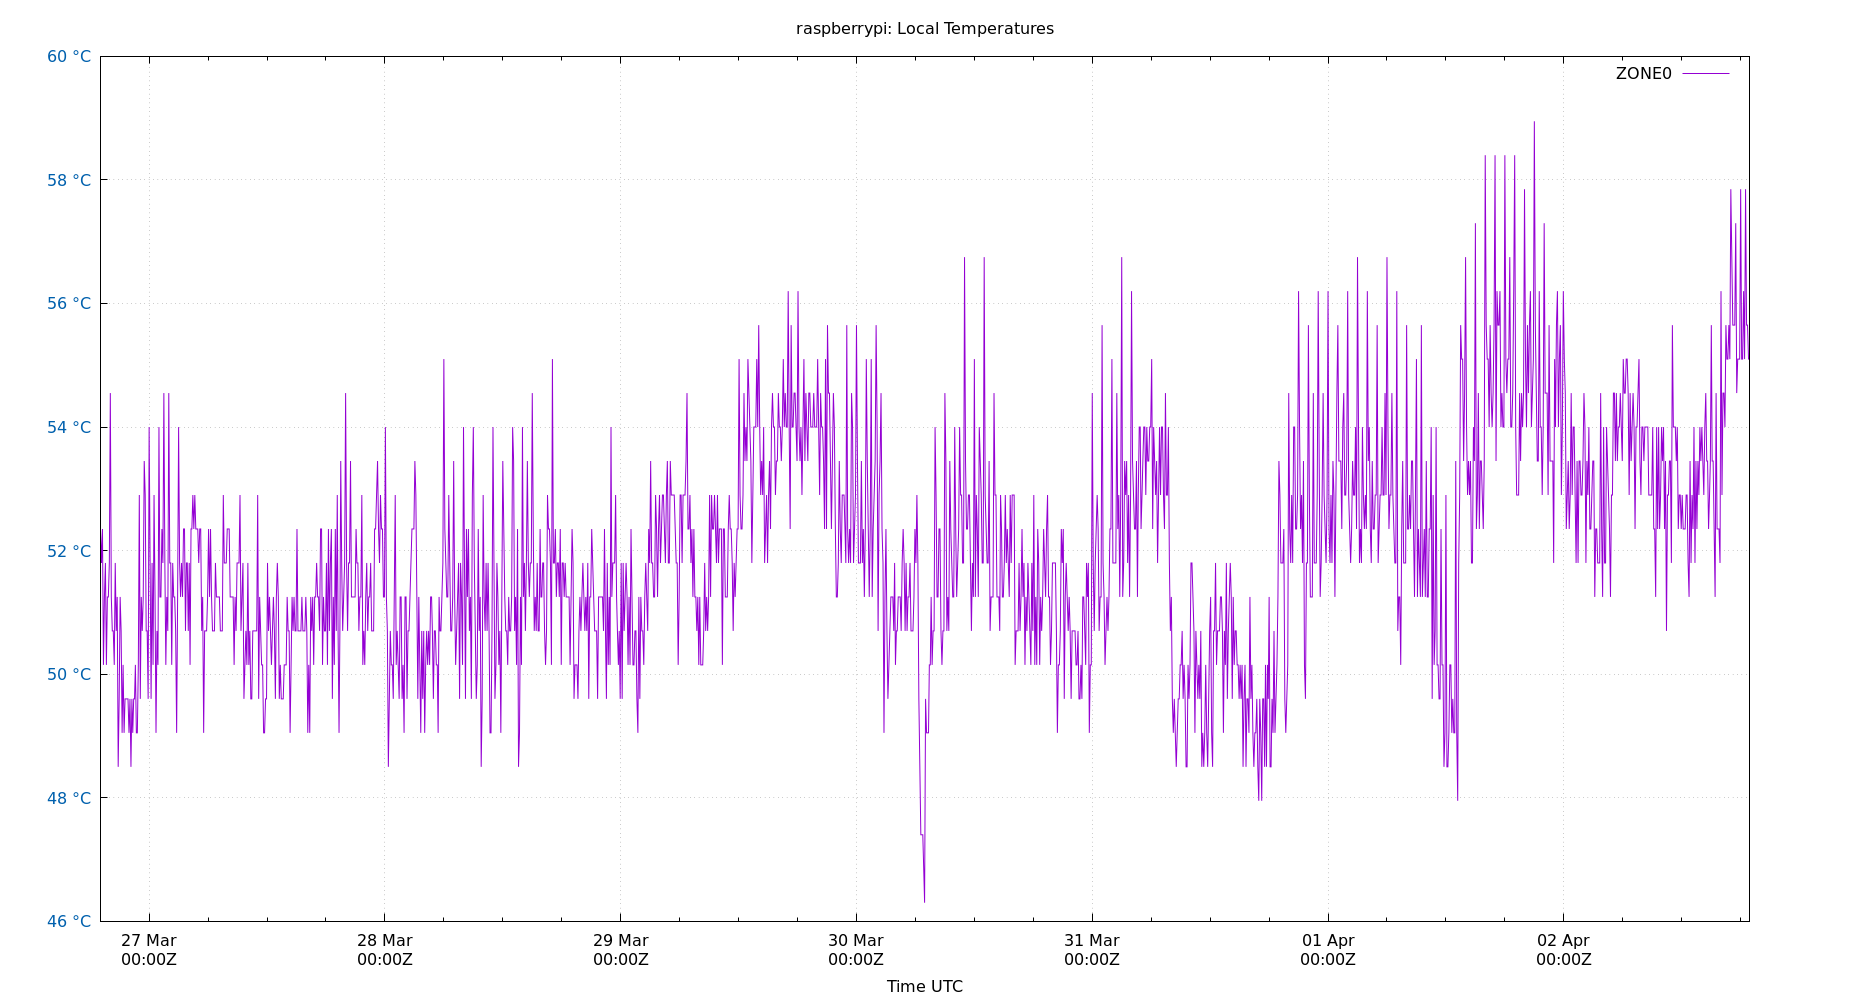 raspberrypi: Local Temperatures
60 °C
ZONE0
58 °C
56 °C
54 °C
52 °C
50 °C
48 °C
46 °C
27 Mar 28 Mar 29 Mar 30 Mar 31 Mar 01 Apr 02 Apr
00:00Z 00:00Z 00:00Z 00:00Z 00:00Z 00:00Z 00:00Z
Time UTC